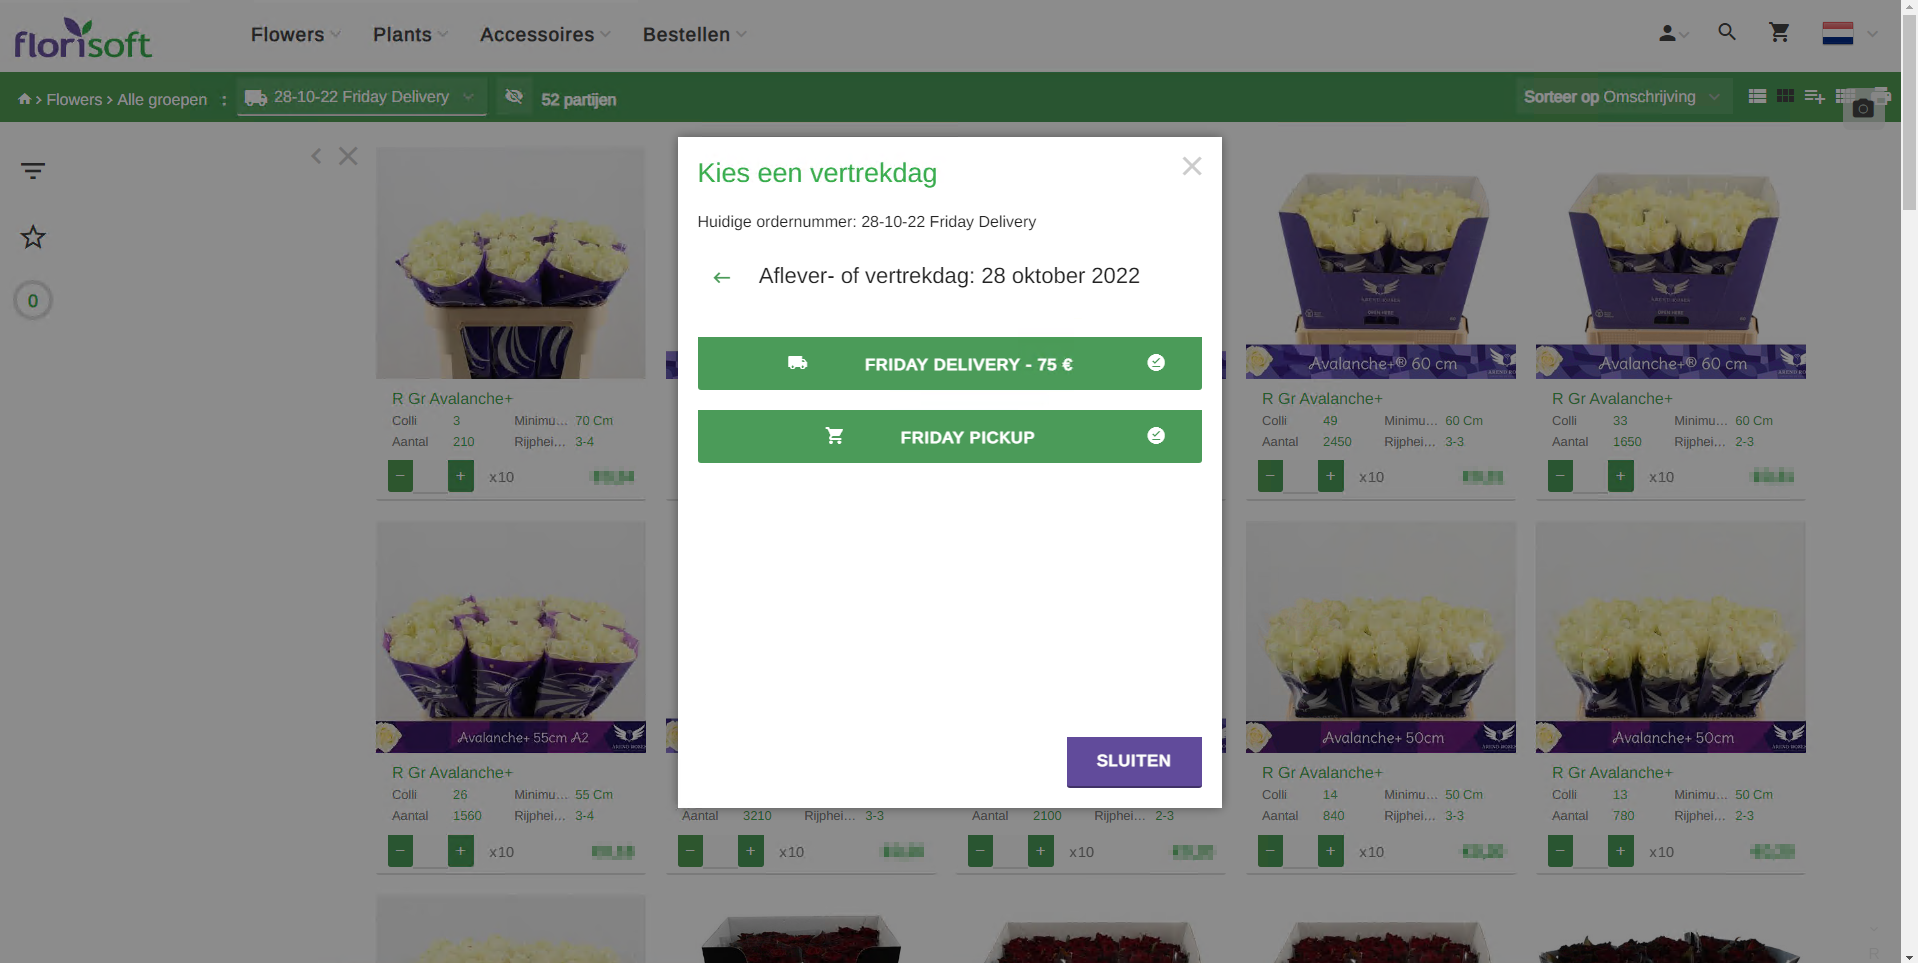 florisoft
Flowers Plants Accessoires Bestellen
Flowers > Alle groepen : 28-10-22 Friday Delivery 52 partijen Sorteer op Omschrijving
Kies een vertrekdag
Huidige ordernummer: 28-10-22 Friday Delivery
Aflever- of vertrekdag: 28 oktober 2022
FRIDAY DELIVERY - 75 €
FRIDAY PICKUP
SLUITEN
0
R Gr Avalanche+
Colli 3 Minimu... 70 Cm
Aantal 210 Rijphei... 3-4
− + x10
OPEN HERE
Avalanche+® 60 cm
R Gr Avalanche+
Colli 49 Minimu... 60 Cm
Aantal 2450 Rijphei... 3-3
− + x10
OPEN HERE
Avalanche+® 60 cm
R Gr Avalanche+
Colli 33 Minimu... 60 Cm
Aantal 1650 Rijphei... 2-3
− + x10
Avalanche+ 55cm A2
R Gr Avalanche+
Colli 26 Minimu... 55 Cm
Aantal 1560 Rijphei... 3-4
− + x10
Aantal 3210 Rijphei... 3-3
− + x10
Aantal 2100 Rijphei... 2-3
− + x10
Avalanche+ 50cm
R Gr Avalanche+
Colli 14 Minimu... 50 Cm
Aantal 840 Rijphei... 3-3
− + x10
Avalanche+ 50cm
R Gr Avalanche+
Colli 13 Minimu... 50 Cm
Aantal 780 Rijphei... 2-3
− + x10